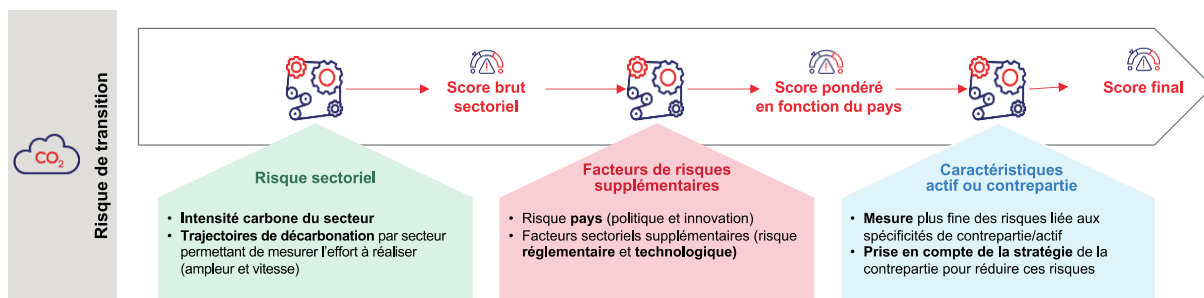 Risque de transition
CO2
Score brut
sectoriel
Score pondéré
en fonction du pays
Score final
Risque sectoriel
• Intensité carbone du secteur
• Trajectoires de décarbonation par secteur
permettant de mesurer l'effort à réaliser
(ampleur et vitesse)
Facteurs de risques
supplémentaires
• Risque pays (politique et innovation)
• Facteurs sectoriels supplémentaires (risque
réglementaire et technologique)
Caractéristiques
actif ou contrepartie
• Mesure plus fine des risques liée aux
spécificités de contrepartie/actif
• Prise en compte de la stratégie de la
contrepartie pour réduire ces risques